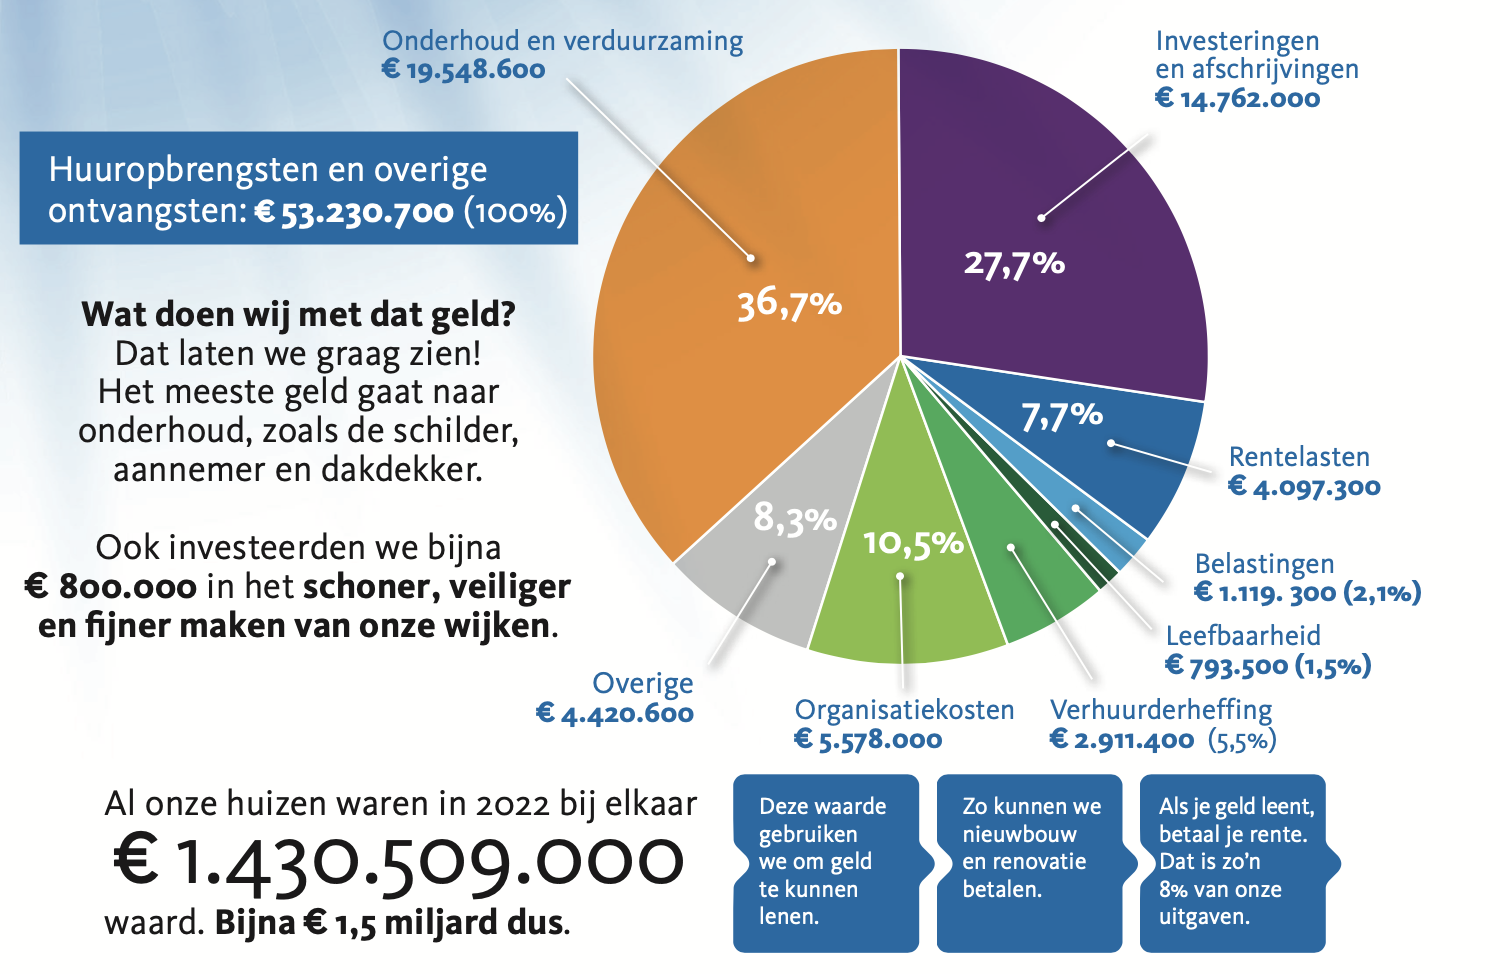 Onderhoud en verduurzaming
€ 19.548.600
Investeringen
en afschrijvingen
€ 14.762.000
Huuropbrengsten en overige
ontvangsten: € 53.230.700 (100%)
Wat doen wij met dat geld?
Dat laten we graag zien!
Het meeste geld gaat naar
onderhoud, zoals de schilder,
aannemer en dakdekker.
Ook investeerden we bijna
€ 800.000 in het schoner, veiliger
en fijner maken van onze wijken.
36,7%
27,7%
7,7%
8,3%
10,5%
Rentelasten
€ 4.097.300
Belastingen
€ 1.119. 300 (2,1%)
Leefbaarheid
€ 793.500 (1,5%)
Verhuurderheffing
€ 2.911.400 (5,5%)
Organisatiekosten
€ 5.578.000
Overige
€ 4.420.600
Al onze huizen waren in 2022 bij elkaar
€ 1.430.509.000
waard. Bijna € 1,5 miljard dus.
Deze waarde
gebruiken
we om geld
te kunnen
lenen.
Zo kunnen we
nieuwbouw
en renovatie
betalen.
Als je geld leent,
betaal je rente.
Dat is zo'n
8% van onze
uitgaven.